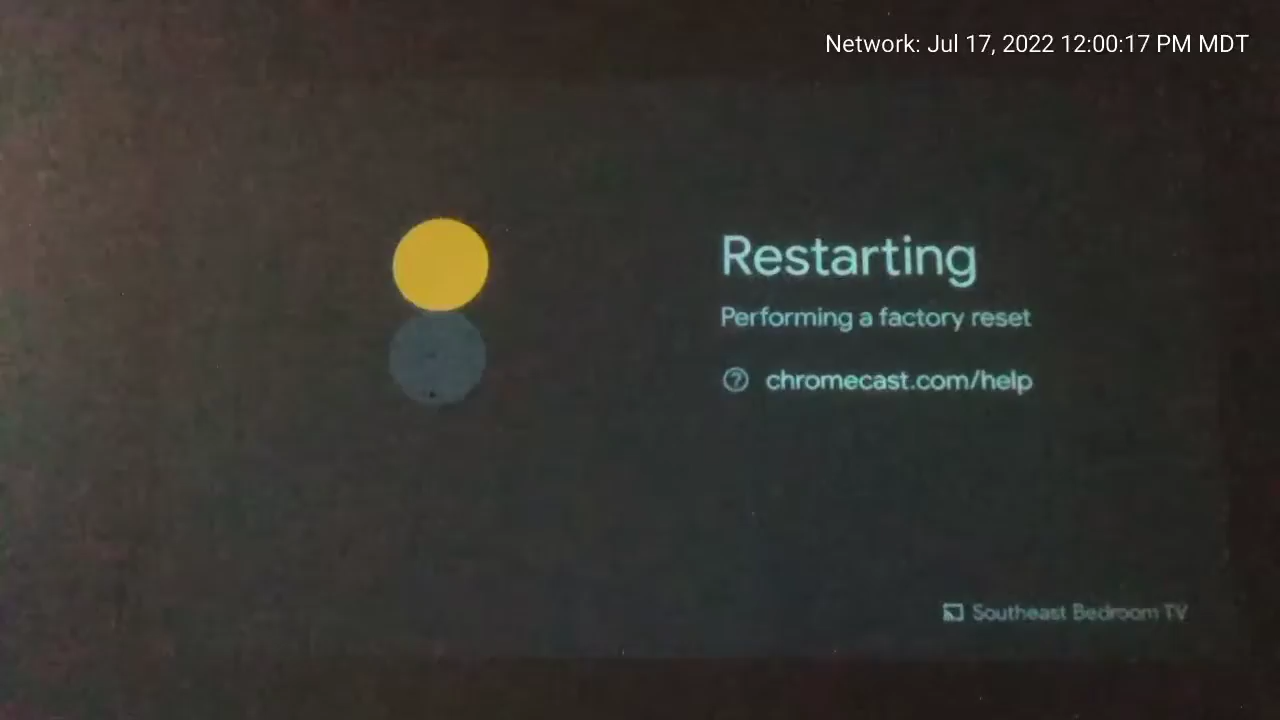 Network: Jul 17, 2022 12:00:17 PM MDT
Restarting
Performing a factory reset
chromecast.com/help
Southeast Bedroom TV